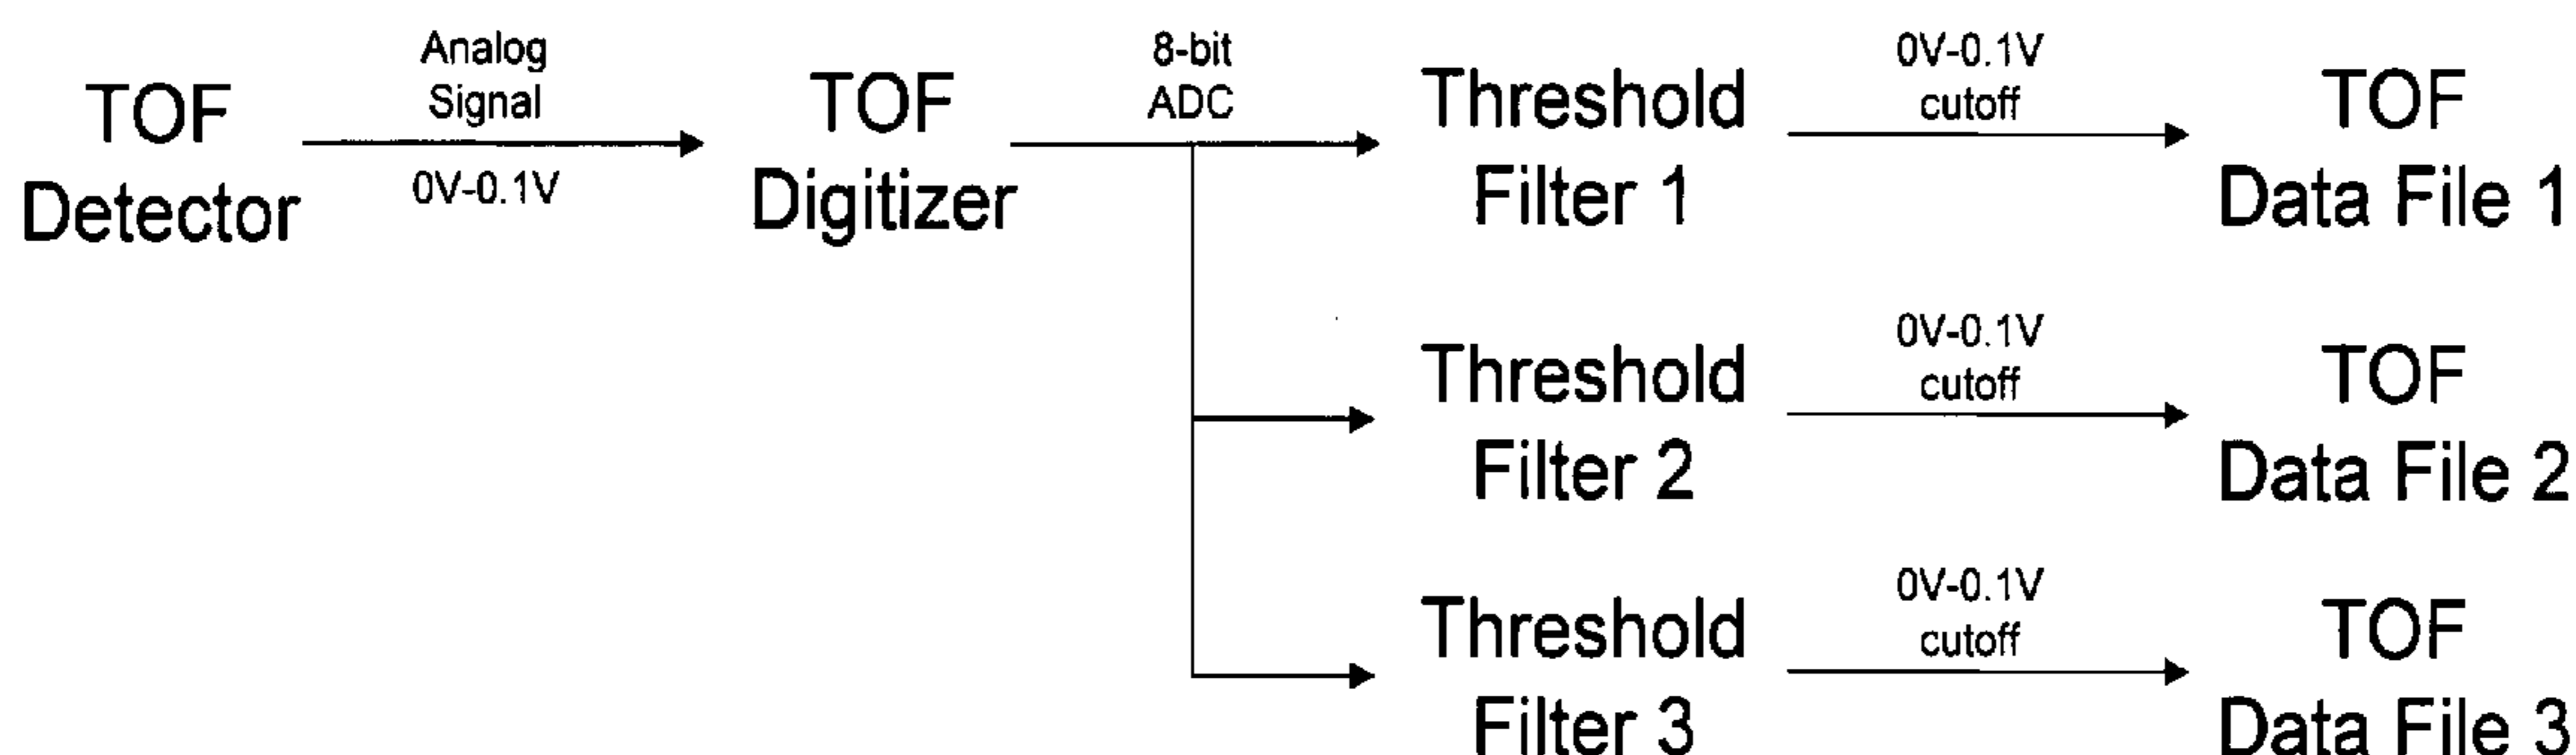 TOF
Detector
Analog
Signal
0V-0.1V
TOF
Digitizer
8-bit
ADC
Threshold
Filter 1
0V-0.1V
cutoff
TOF
Data File 1
Threshold
Filter 2
0V-0.1V
cutoff
TOF
Data File 2
Threshold
Filter 3
0V-0.1V
cutoff
TOF
Data File 3